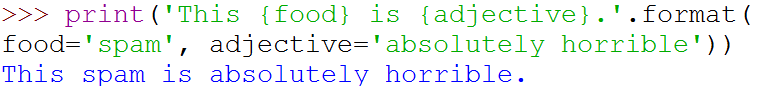 >>> print('This {food} is {adjective}.'.format(
food='spam', adjective='absolutely horrible'))
This spam is absolutely horrible.